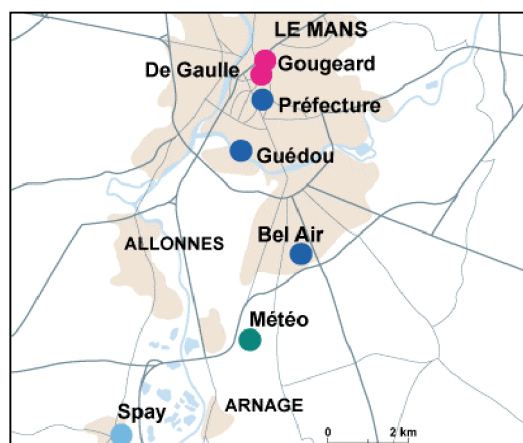 LE MANS
De Gaulle
Gougeard
Préfecture
Guédou
ALLONNES
Bel Air
Météo
Spay
ARNAGE
0 2 km